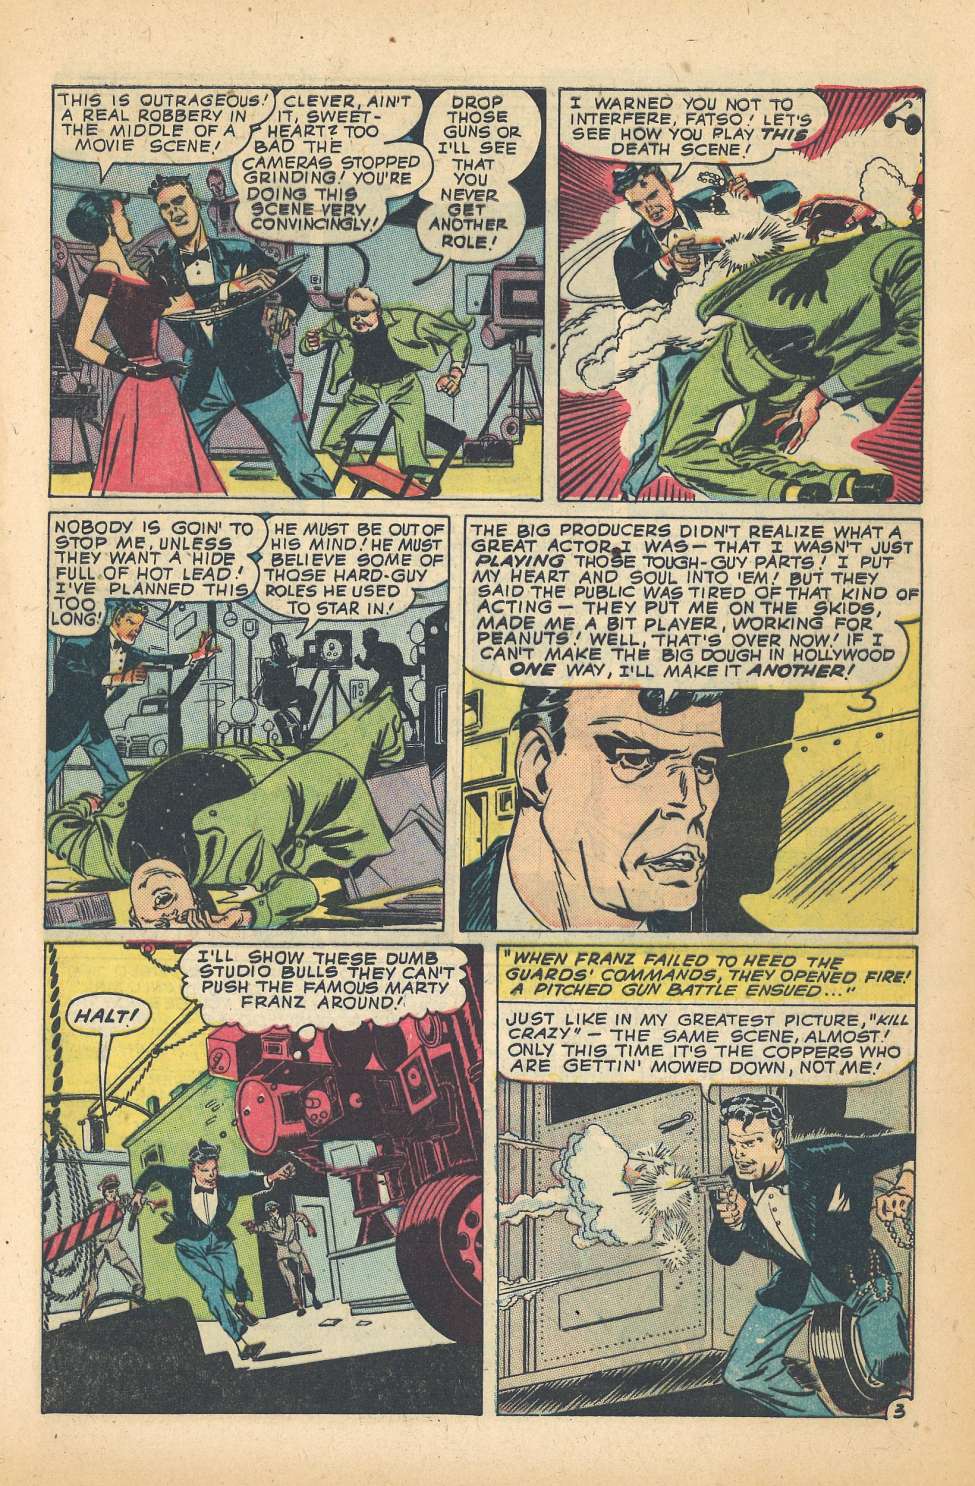 THIS IS OUTRAGEOUS!
A REAL ROBBERY IN
THE MIDDLE OF A
MOVIE SCENE!
CLEVER, AIN'T
IT, SWEET-
HEART? TOO
BAD THE
CAMERAS STOPPED
GRINDING! YOU'RE
DOING THIS
SCENE VERY
CONVINCINGLY!
DROP
THOSE
GUNS OR
I'LL SEE
THAT
YOU
NEVER
GET
ANOTHER
ROLE!
I WARNED YOU NOT TO
INTERFERE, FATSO! LET'S
SEE HOW YOU PLAY THIS
DEATH SCENE!
NOBODY IS GOIN' TO
STOP ME, UNLESS
THEY WANT A HIDE
FULL OF HOT LEAD!
I'VE PLANNED THIS
TOO
LONG!
HE MUST BE OUT OF
HIS MIND! HE MUST
BELIEVE SOME OF
THOSE HARD-GUY
ROLES HE USED
TO STAR IN!
THE BIG PRODUCERS DIDN'T REALIZE WHAT A
GREAT ACTOR I WAS — THAT I WASN'T JUST
PLAYING THOSE TOUGH-GUY PARTS! I PUT
MY HEART AND SOUL INTO 'EM! BUT THEY
SAID THE PUBLIC WAS TIRED OF THAT KIND OF
ACTING — THEY PUT ME ON THE SKIDS,
MADE ME A BIT PLAYER, WORKING FOR
PEANUTS! WELL, THAT'S OVER NOW! IF I
CAN'T MAKE THE BIG DOUGH IN HOLLYWOOD
ONE WAY, I'LL MAKE IT ANOTHER!
HALT!
I'LL SHOW THESE DUMB
STUDIO BULLS THEY CAN'T
PUSH THE FAMOUS MARTY
FRANZ AROUND!
"WHEN FRANZ FAILED TO HEED THE
GUARDS' COMMANDS, THEY OPENED FIRE!
A PITCHED GUN BATTLE ENSUED..."
JUST LIKE IN MY GREATEST PICTURE, "KILL
CRAZY" — THE SAME SCENE, ALMOST!
ONLY THIS TIME IT'S THE COPPERS WHO
ARE GETTIN' MOWED DOWN, NOT ME!
3